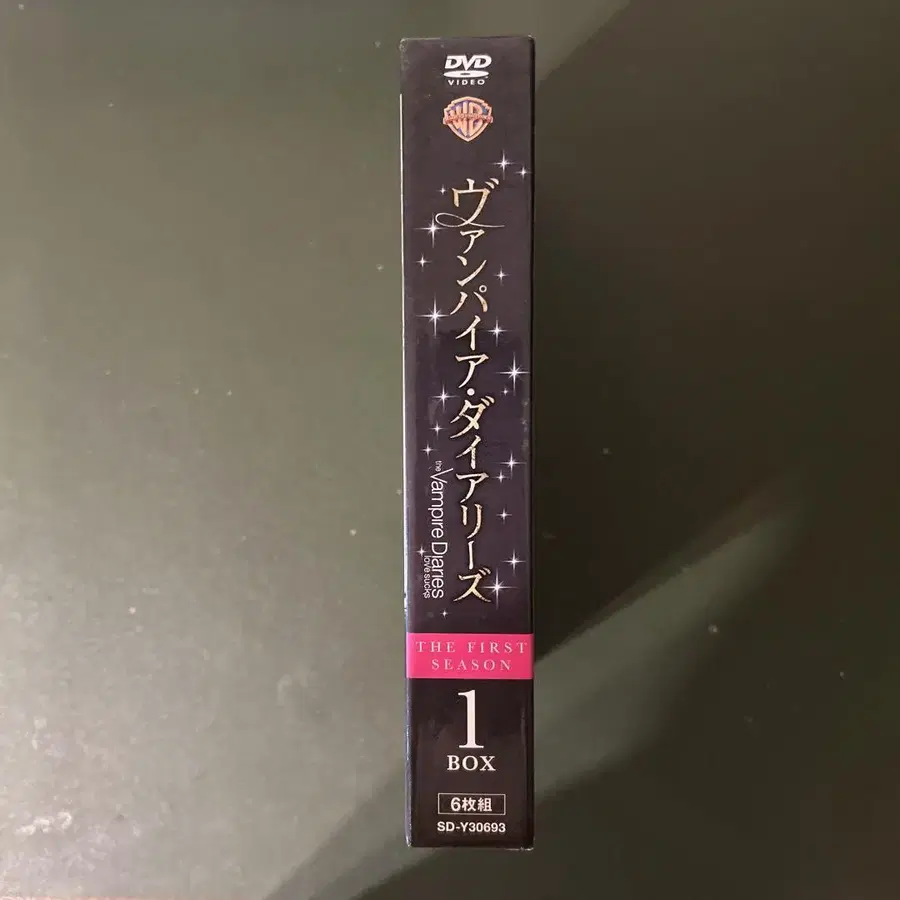 DVD
VIDEO
WB
ヴァンパイア・ダイアリーズ
the Vampire Diaries
love sucks
THE FIRST
SEASON
1
BOX
6枚組
SD-Y30693